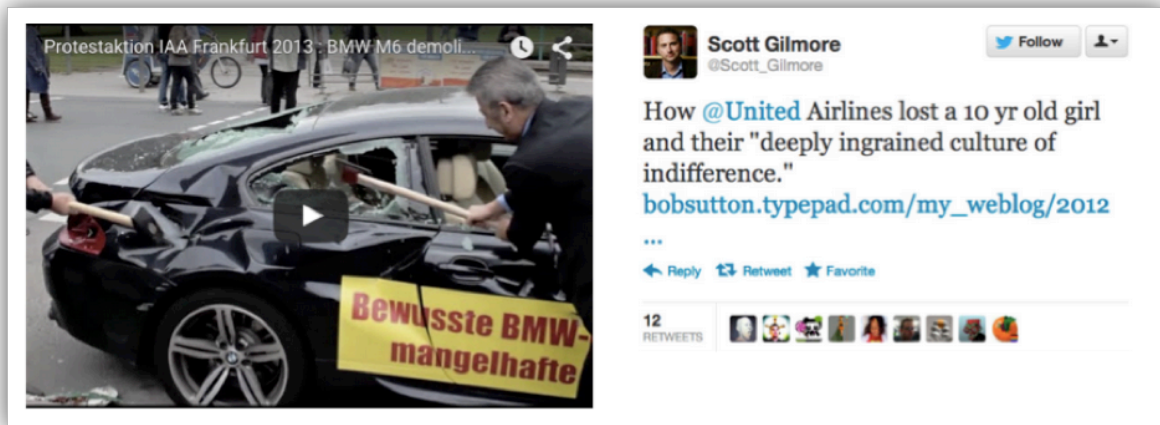 Protestaktion IAA Frankfurt 2013 : BMW M6 demoli...
Bewusste BMW-
mangelhafte
Scott Gilmore
@Scott_Gilmore
Follow
How @United Airlines lost a 10 yr old girl
and their "deeply ingrained culture of
indifference."
bobsutton.typepad.com/my_weblog/2012
...
Reply Retweet Favorite
12
RETWEETS